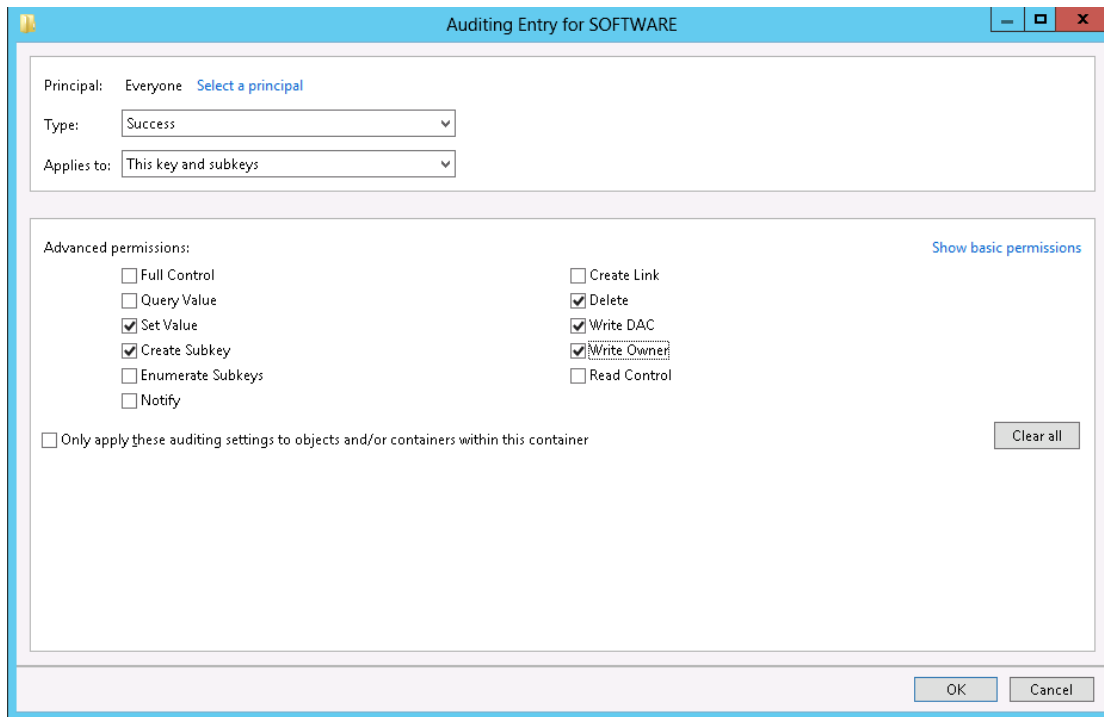 Auditing Entry for SOFTWARE
Principal: Everyone Select a principal
Type: Success
Applies to: This key and subkeys
Advanced permissions: Show basic permissions
Full Control Create Link
Query Value Delete
Set Value Write DAC
Create Subkey Write Owner
Enumerate Subkeys Read Control
Notify
Only apply these auditing settings to objects and/or containers within this container Clear all
OK Cancel